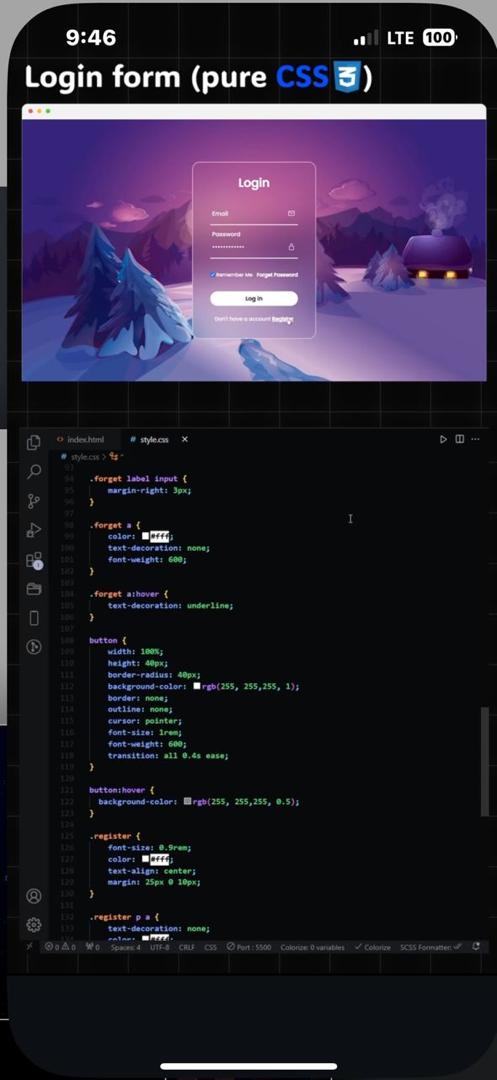 9:46
LTE 100
Login form (pure CSS 3)
Login
Email
Password
Remember Me Forget Password
Log in
Don't have a account Register
index.html
# style.css
# style.css >
93
94 .forget label input {
95 margin-right: 3px;
96 }
97
98 .forget a {
99 color: #fff;
100 text-decoration: none;
101 font-weight: 600;
102 }
103
104 .forget a:hover {
105 text-decoration: underline;
106 }
107
108 button {
109 width: 100%;
110 height: 40px;
111 border-radius: 40px;
112 background-color: rgb(255, 255,255, 1);
113 border: none;
114 outline: none;
115 cursor: pointer;
116 font-size: 1rem;
117 font-weight: 600;
118 transition: all 0.4s ease;
119 }
120
121 button:hover {
122 background-color: rgb(255, 255,255, 0.5);
123 }
124
125 .register {
126 font-size: 0.9rem;
127 color: #fff;
128 text-align: center;
129 margin: 25px 0 10px;
130 }
131
132 .register p a {
133 text-decoration: none;
color: #fff;
0 0 0 Spaces: 4 UTF-8 CRLF CSS Port : 5500 Colorize: 0 variables Colorize SCSS Formatter: